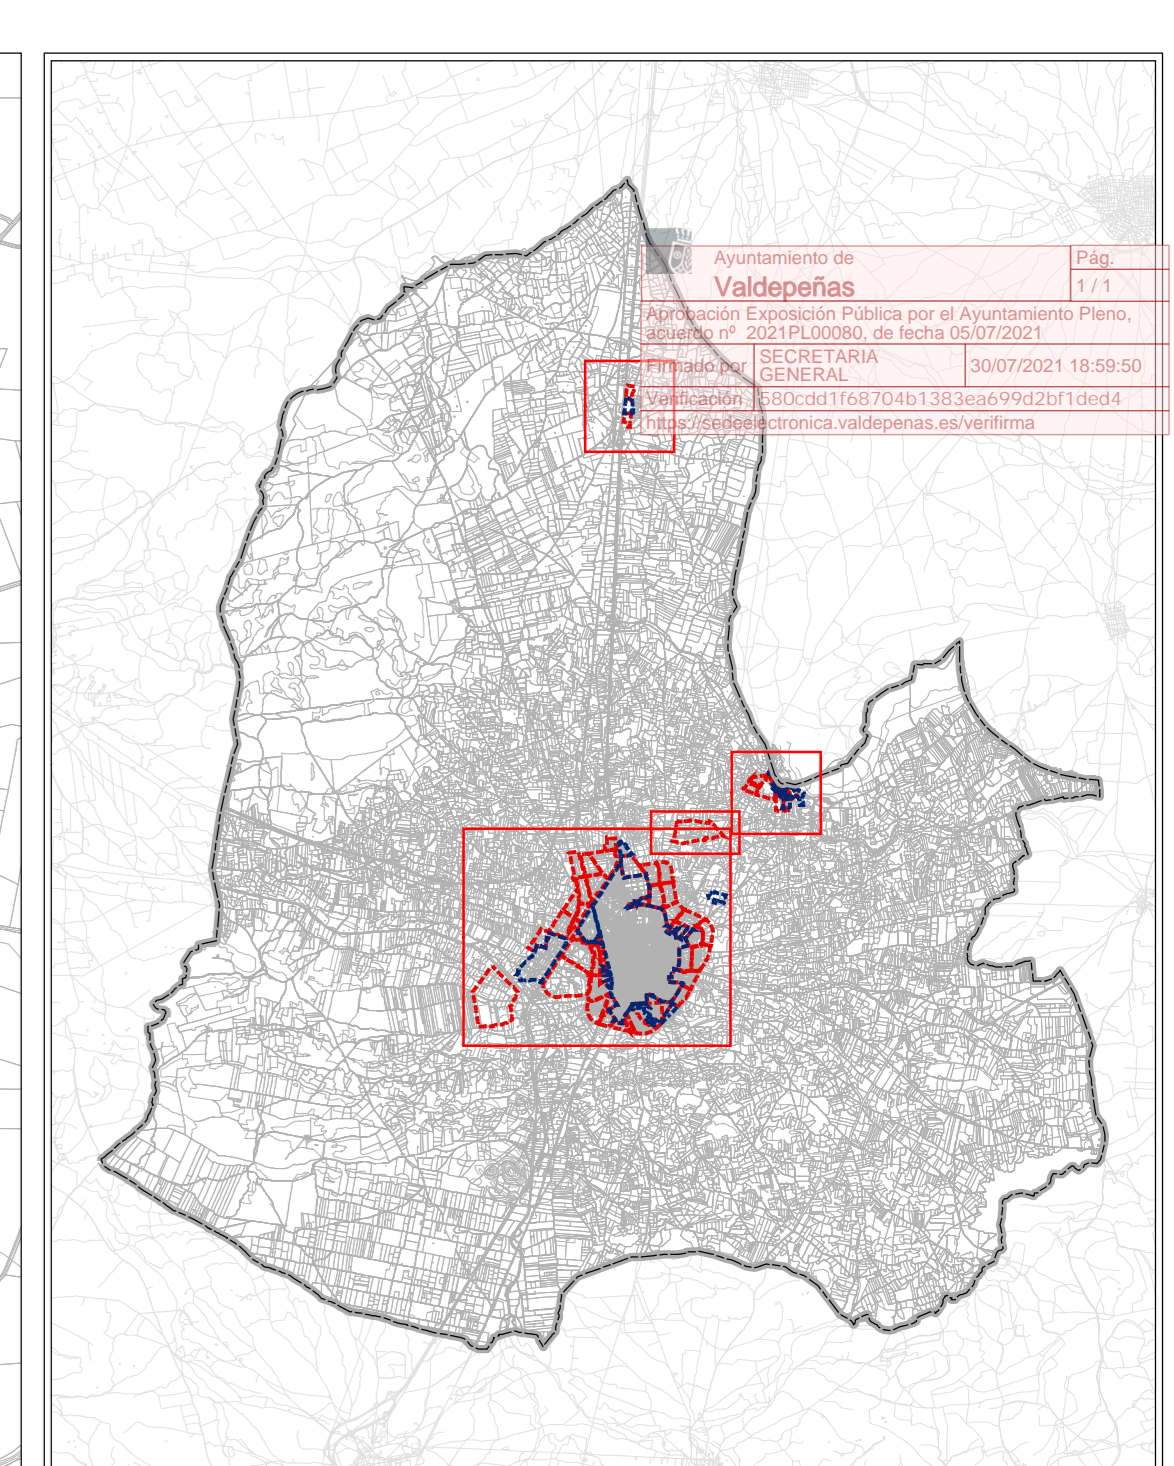 Ayuntamiento de
Valdepeñas
Pág.
1 / 1
Aprobación Exposición Pública por el Ayuntamiento Pleno,
acuerdo nº 2021PL00080, de fecha 05/07/2021
Firmado por
SECRETARIA
GENERAL
30/07/2021 18:59:50
Verificación
580cdd1f68704b1383ea699d2bf1ded4
https://sedeelectronica.valdepenas.es/verifirma